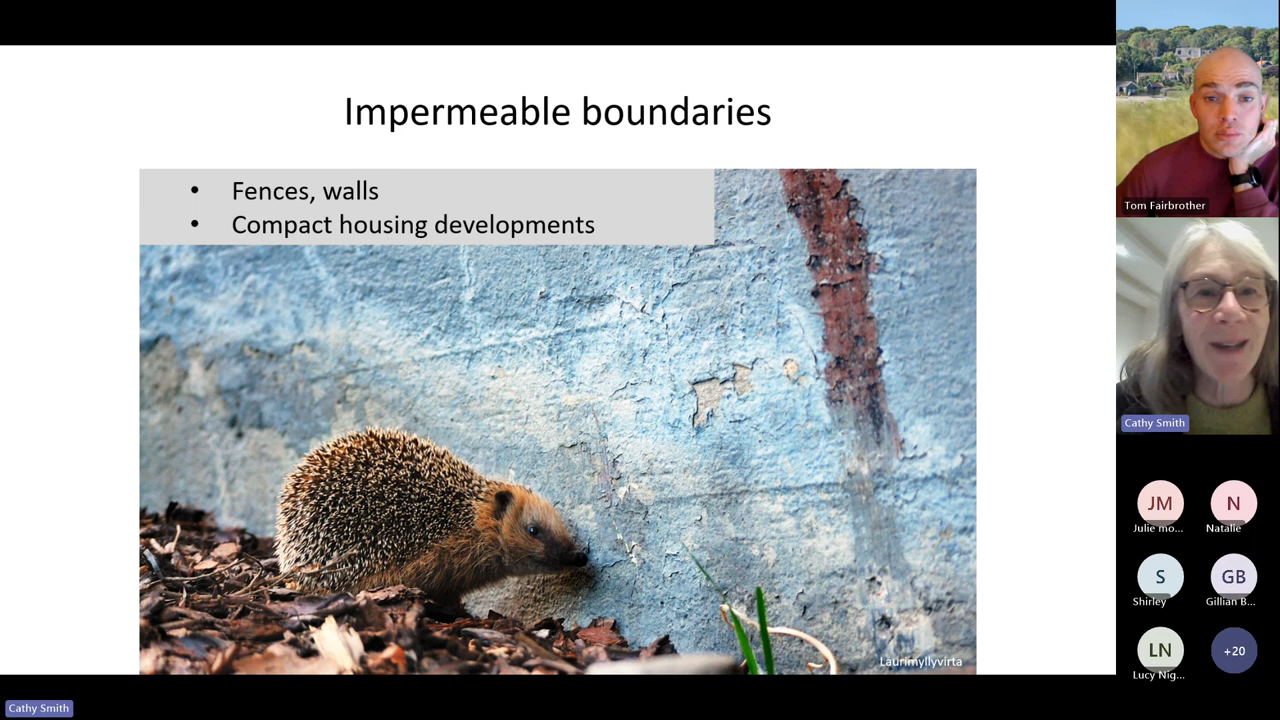 Impermeable boundaries
• Fences, walls
• Compact housing developments
Laurimyllyvirta
Tom Fairbrother
Cathy Smith
JM
Julie mo...
N
Natalie
S
Shirley
GB
Gillian B...
LN
Lucy Nig...
+20
Cathy Smith